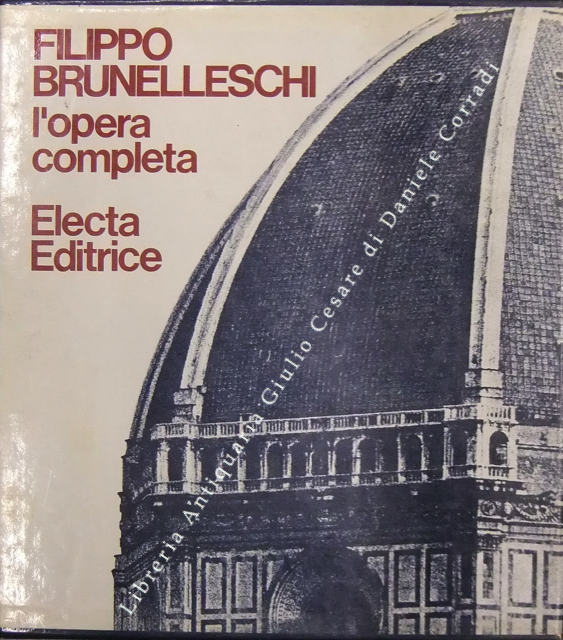 FILIPPO
BRUNELLESCHI
l'opera
completa
Electa
Editrice
Libreria Antiquaria Giulio Cesare di Daniele Corradi